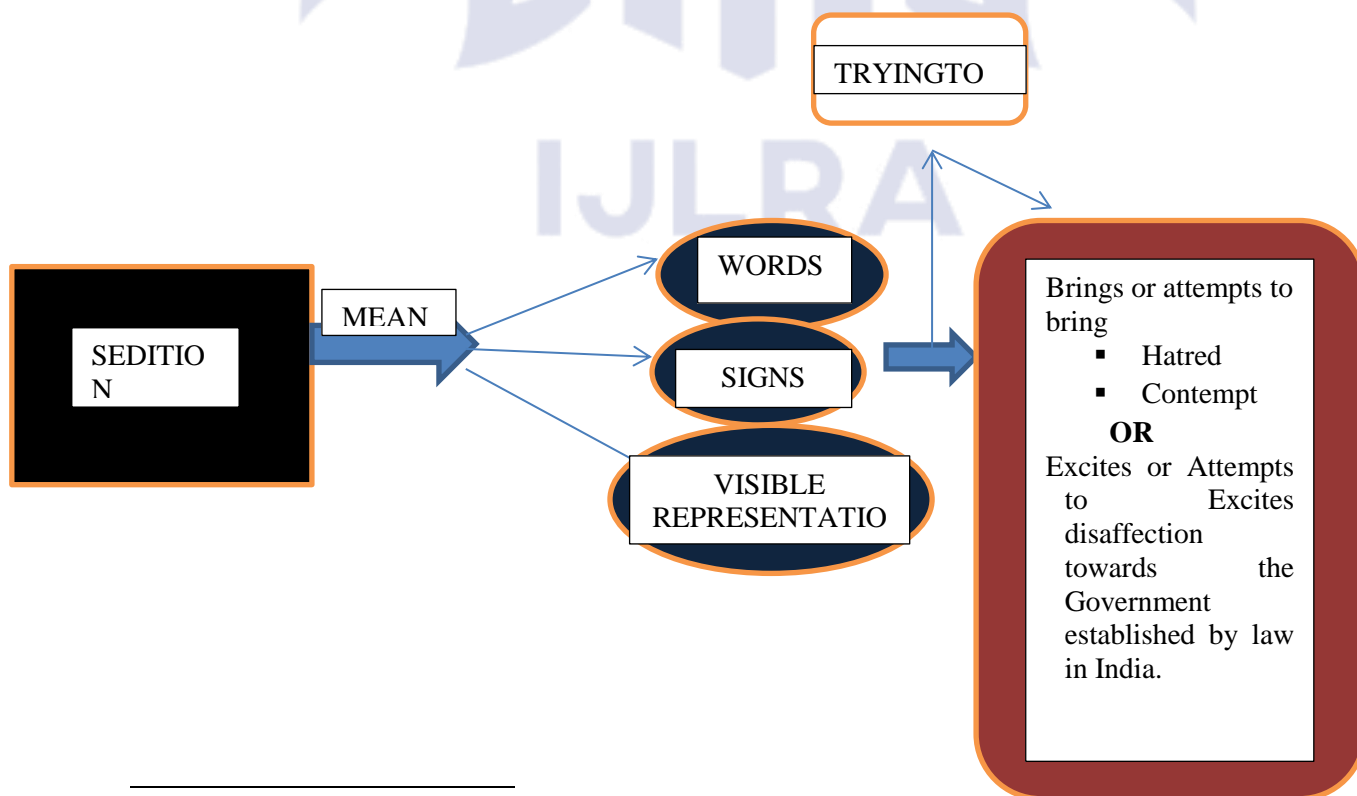 TRYINGTO
IJLRA
WORDS
MEAN
SEDITIO
N
SIGNS
VISIBLE
REPRESENTATIO
Brings or attempts to
bring
▪ Hatred
▪ Contempt
OR
Excites or Attempts
to Excites
disaffection
towards the
Government
established by law
in India.